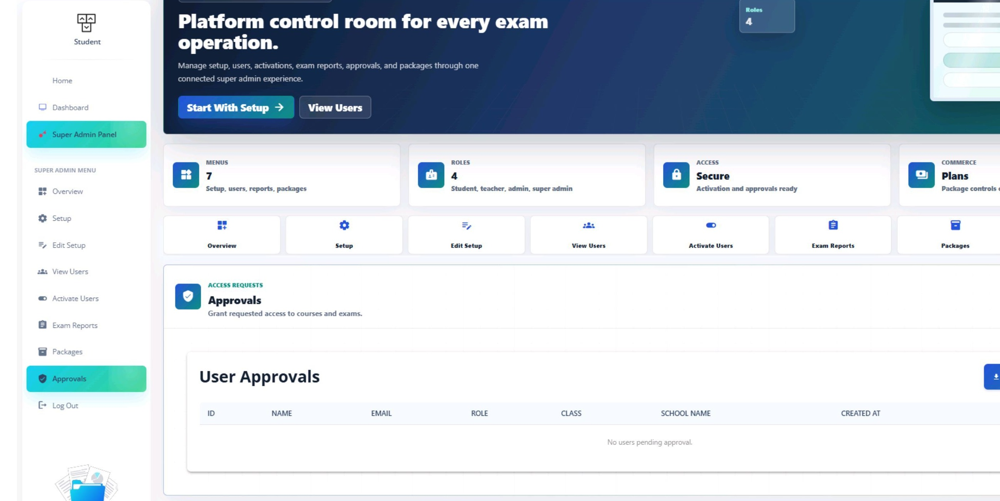 Student
Home
Dashboard
Super Admin Panel
SUPER ADMIN MENU
Overview
Setup
Edit Setup
View Users
Activate Users
Exam Reports
Packages
Approvals
Log Out
Platform control room for every exam
operation.
Manage setup, users, activations, exam reports, approvals, and packages through one
connected super admin experience.
Start With Setup
View Users
Roles
4
MENUS
7
Setup, users, reports, packages
ROLES
4
Student, teacher, admin, super admin
ACCESS
Secure
Activation and approvals ready
COMMERCE
Plans
Package controls
Overview
Setup
Edit Setup
View Users
Activate Users
Exam Reports
Packages
ACCESS REQUESTS
Approvals
Grant requested access to courses and exams.
User Approvals
ID NAME EMAIL ROLE CLASS SCHOOL NAME CREATED AT
No users pending approval.